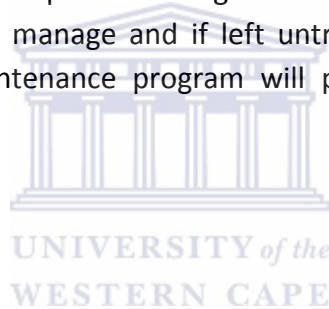 manage and if left untr
ntenance program will p
UNIVERSITY of the
WESTERN CAPE